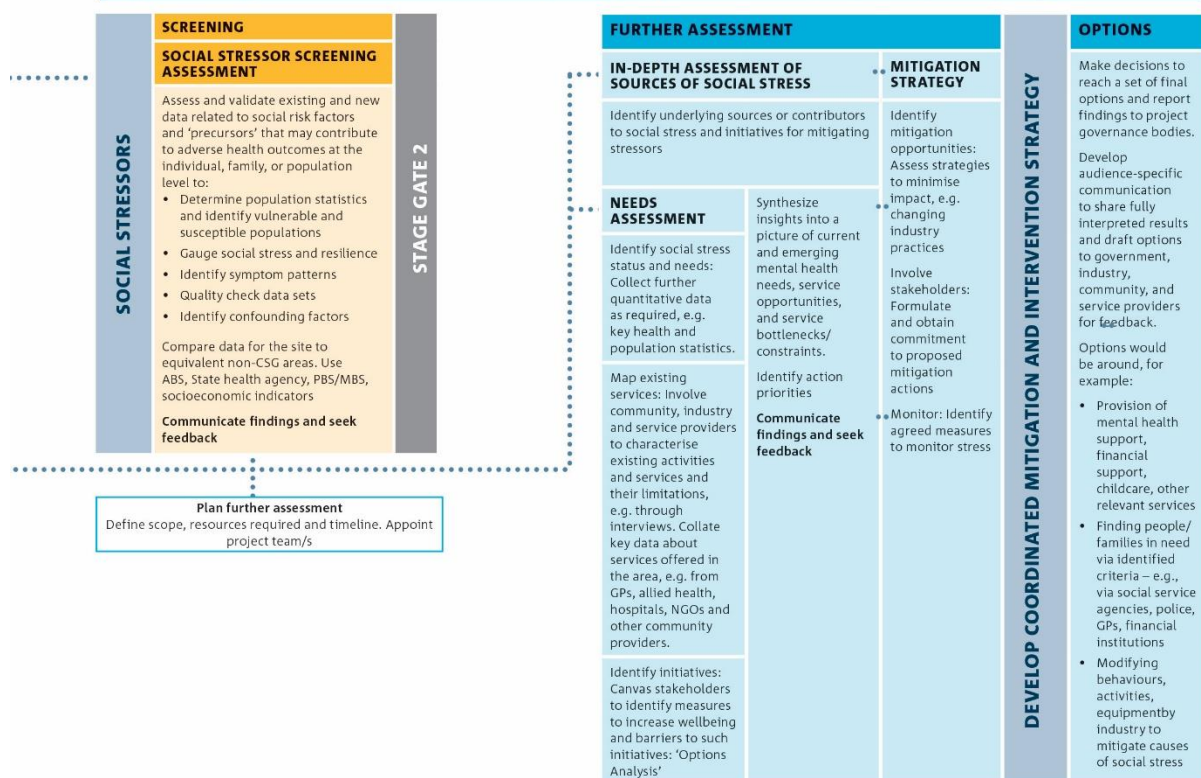 SOCIAL STRESSORS
SCREENING
SOCIAL STRESSOR SCREENING
ASSESSMENT
Assess and validate existing and new
data related to social risk factors
and ‘precursors’ that may contribute
to adverse health outcomes at the
individual, family, or population
level to:
• Determine population statistics
and identify vulnerable and
susceptible populations
• Gauge social stress and resilience
• Identify symptom patterns
• Quality check data sets
• Identify confounding factors
Compare data for the site to
equivalent non-CSG areas. Use
ABS, State health agency, PBS/MBS,
socioeconomic indicators
Communicate findings and seek
feedback
STAGE GATE 2
Plan further assessment
Define scope, resources required and timeline. Appoint
project team/s
FURTHER ASSESSMENT
IN-DEPTH ASSESSMENT OF
SOURCES OF SOCIAL STRESS
Identify underlying sources or contributors
to social stress and initiatives for mitigating
stressors
NEEDS
ASSESSMENT
Identify social stress
status and needs:
Collect further
quantitative data
as required, e.g.
key health and
population statistics.
Map existing
services: Involve
community, industry
and service providers
to characterise
existing activities
and services and
their limitations,
e.g. through
interviews. Collate
key data about
services offered in
the area, e.g. from
GPs, allied health,
hospitals, NGOs and
other community
providers.
Identify initiatives:
Canvas stakeholders
to identify measures
to increase wellbeing
and barriers to such
initiatives: ‘Options
Analysis’
Synthesize
insights into a
picture of current
and emerging
mental health
needs, service
opportunities,
and service
bottlenecks/
constraints.
Identify action
priorities
Communicate
findings and seek
feedback
MITIGATION
STRATEGY
Identify
mitigation
opportunities:
Assess strategies
to minimise
impact, e.g.
changing
industry
practices
Involve
stakeholders:
Formulate
and obtain
commitment
to proposed
mitigation
actions
Monitor: Identify
agreed measures
to monitor stress
DEVELOP COORDINATED MITIGATION AND INTERVENTION STRATEGY
OPTIONS
Make decisions to
reach a set of final
options and report
findings to project
governance bodies.
Develop
audience-specific
communication
to share fully
interpreted results
and draft options
to government,
industry,
community, and
service providers
for feedback.
Options would
be around, for
example:
• Provision of
mental health
support,
financial
support,
childcare, other
relevant services
• Finding people/
families in need
via identified
criteria – e.g.,
via social service
agencies, police,
GPs, financial
institutions
• Modifying
behaviours,
activities,
equipmentby
industry to
mitigate causes
of social stress